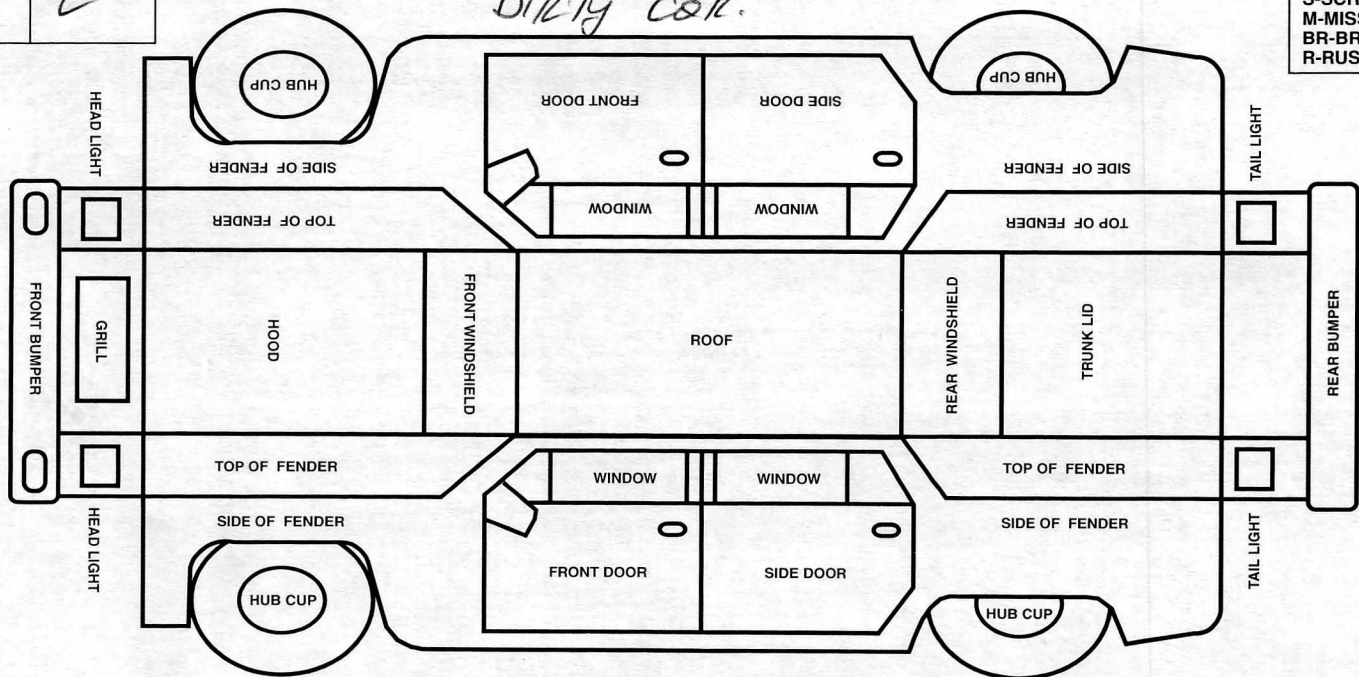 DIRTY CAR.
M-MISS
BR-BR
R-RUS
HUB CUP
HUB CUP
FRONT DOOR
SIDE DOOR
HEAD LIGHT
TAIL LIGHT
SIDE OF FENDER
SIDE OF FENDER
TOP OF FENDER
WINDOW
WINDOW
TOP OF FENDER
FRONT BUMPER
GRILL
HOOD
FRONT WINDSHIELD
ROOF
REAR WINDSHIELD
TRUNK LID
REAR BUMPER
TOP OF FENDER
WINDOW
WINDOW
TOP OF FENDER
SIDE OF FENDER
SIDE OF FENDER
HEAD LIGHT
TAIL LIGHT
FRONT DOOR
SIDE DOOR
HUB CUP
HUB CUP